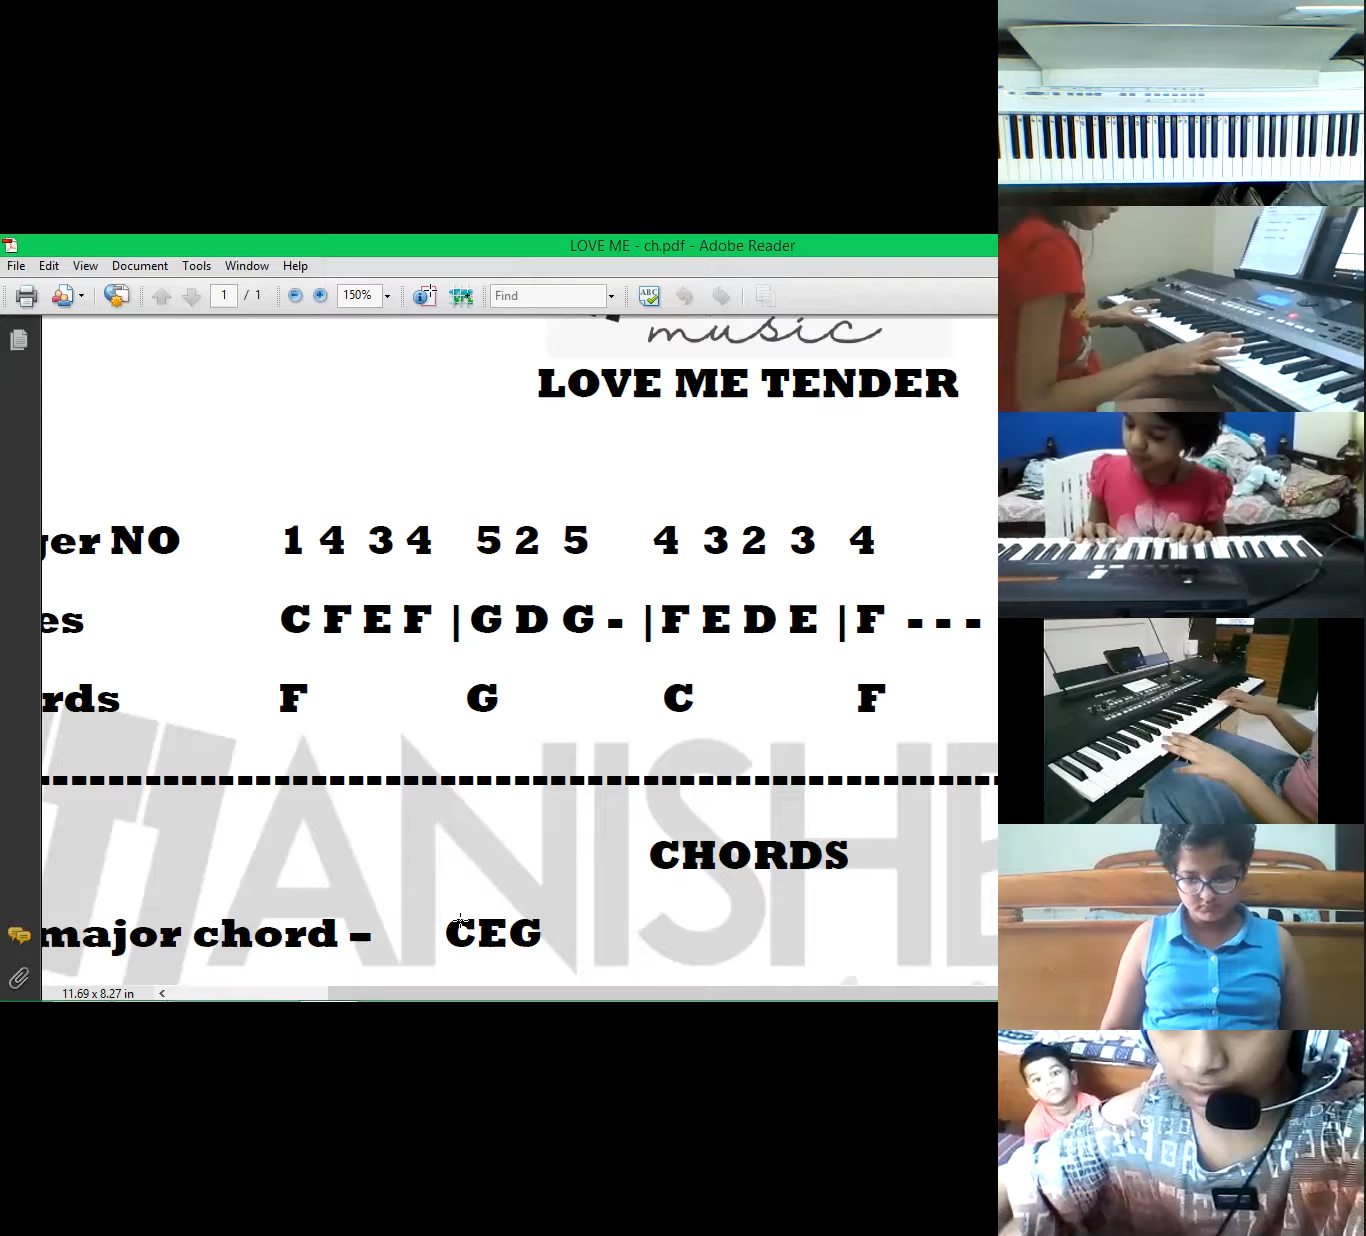 LOVE ME - ch.pdf - Adobe Reader
File Edit View Document Tools Window Help
1 / 1 150% Find
music
LOVE ME TENDER
ger NO 1 4 3 4 5 2 5 4 3 2 3 4
es C F E F | G D G - | F E D E | F - - -
rds F G C F
CHORDS
major chord – CEG
11.69 x 8.27 in